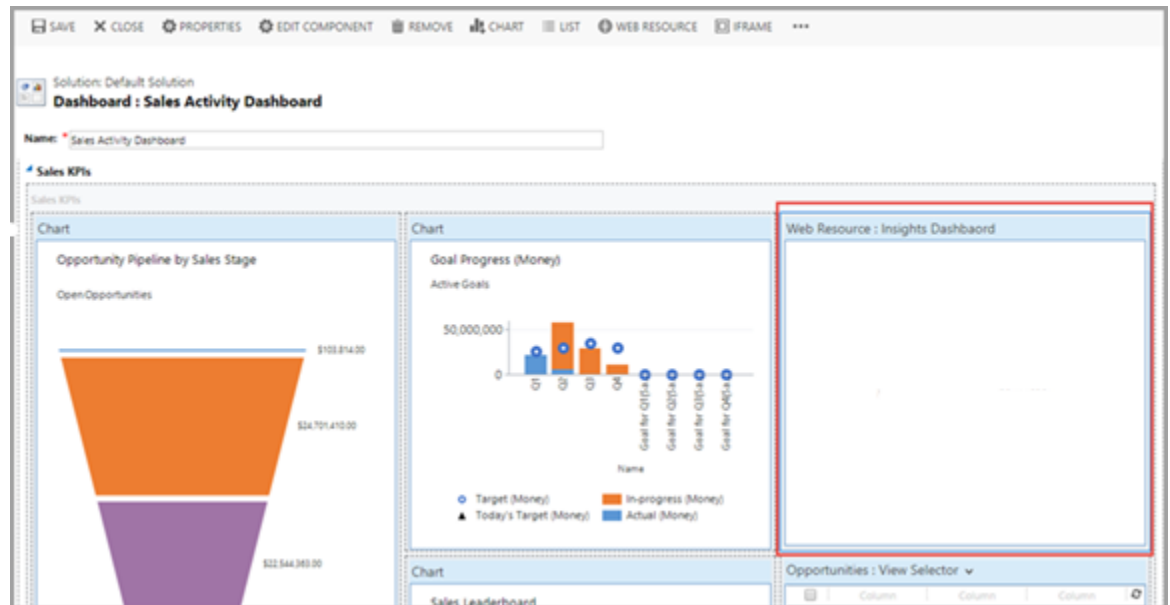 SAVE CLOSE PROPERTIES EDIT COMPONENT REMOVE CHART LIST WEB RESOURCE IFRAME •••
Solution: Default Solution
Dashboard : Sales Activity Dashboard
Name: * Sales Activity Dashboard
Sales KPIs
Sales KPIs
Chart
Opportunity Pipeline by Sales Stage
Open Opportunities
$103,814.00
$24,701,410.00
$22,544,363.00
Chart
Goal Progress (Money)
Active Goals
50,000,000
0
Q1
Q2
Q3
Q4
Goal for Q1(Sa
Goal for Q2(Sa
Goal for Q3(Sa
Goal for Q4(Sa
Name
Target (Money) In-progress (Money)
Today's Target (Money) Actual (Money)
Chart
Sales Leaderboard
Web Resource : Insights Dashbaord
Opportunities : View Selector
Column Column Column